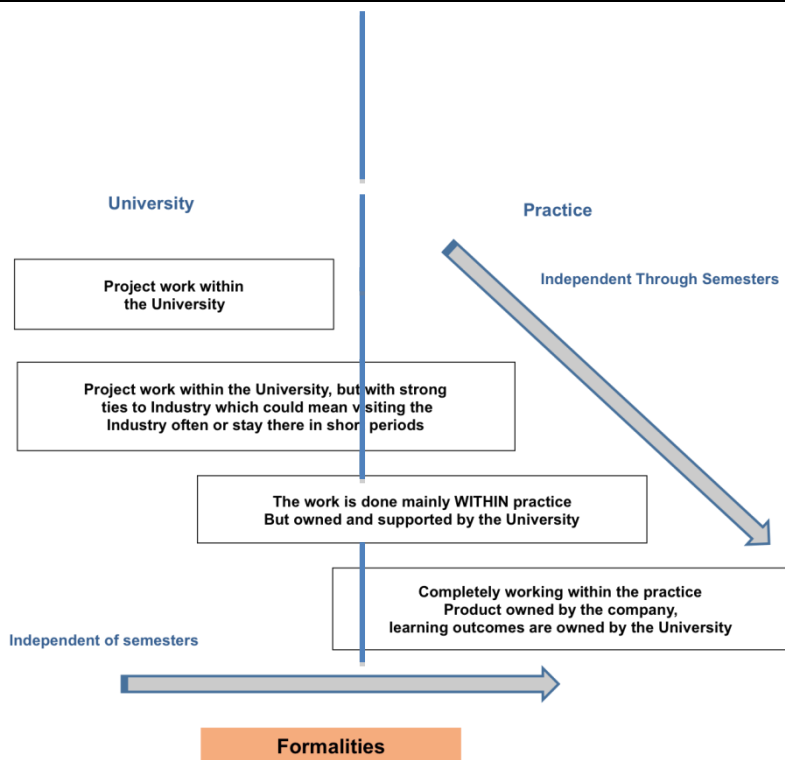 University
Practice
Independent Through Semesters
Project work within
the University
Project work within the University, but with strong
ties to Industry which could mean visiting the
Industry often or stay there in short periods
The work is done mainly WITHIN practice
But owned and supported by the University
Completely working within the practice
Product owned by the company,
learning outcomes are owned by the University
Independent of semesters
Formalities